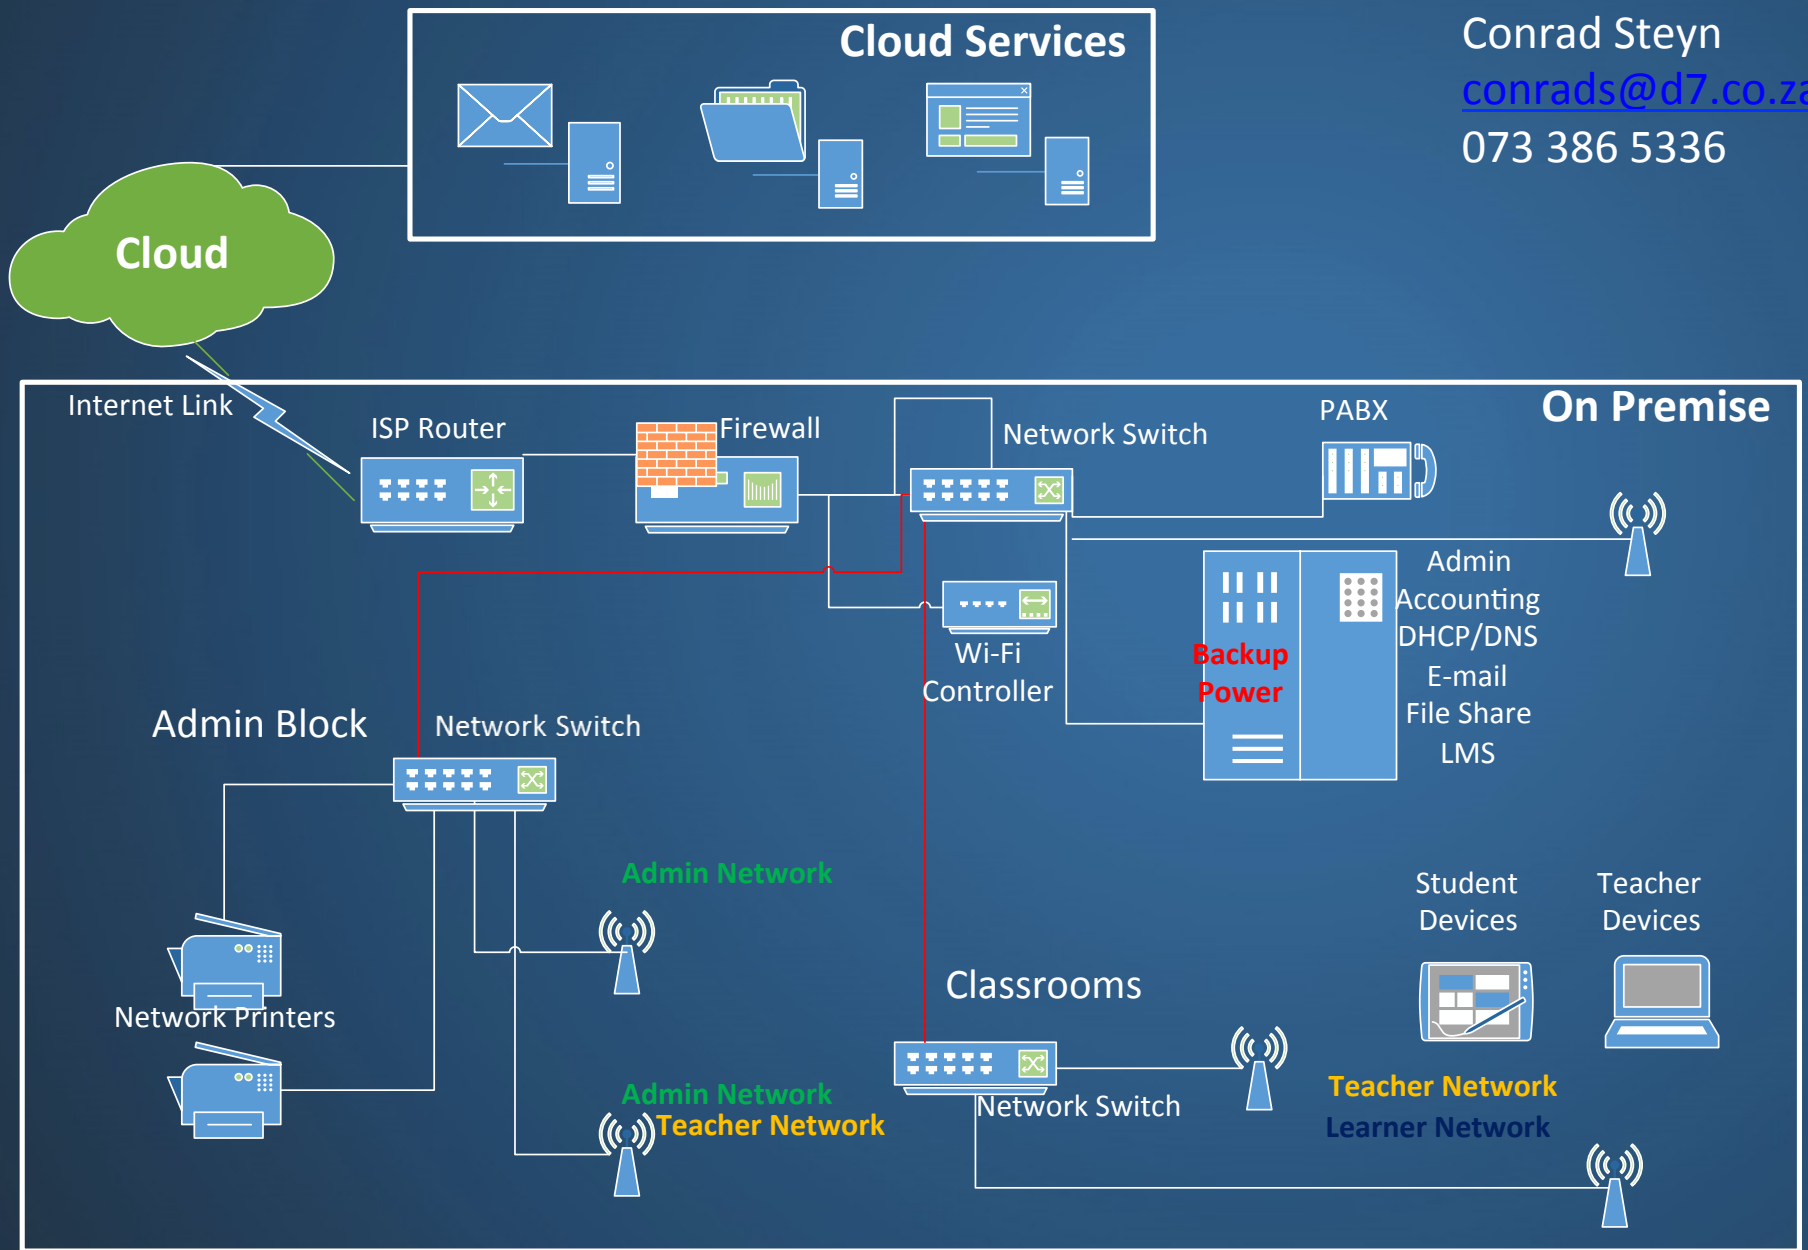 Cloud Services
Conrad Steyn
conrads@d7.co.za
073 386 5336
Cloud
Internet Link
ISP Router
Firewall
Network Switch
PABX
On Premise
Admin
Accounting
DHCP/DNS
E-mail
File Share
LMS
Backup
Power
Wi-Fi
Controller
Admin Block
Network Switch
Admin Network
Student
Devices
Teacher
Devices
Classrooms
Network Printers
Admin Network
Teacher Network
Network Switch
Teacher Network
Learner Network